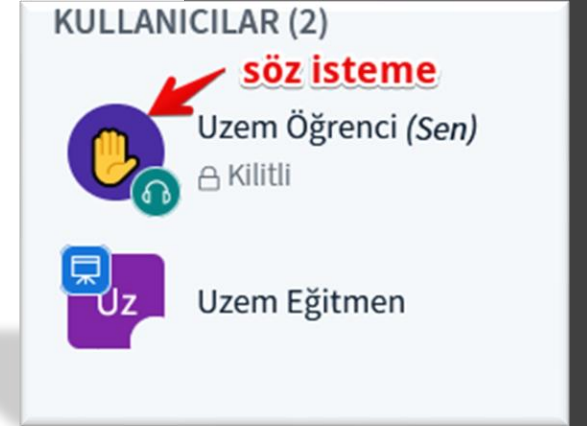 KULLANICILAR (2)
söz isteme
Uzem Öğrenci (Sen)
Kilitli
Uz
Uzem Eğitmen